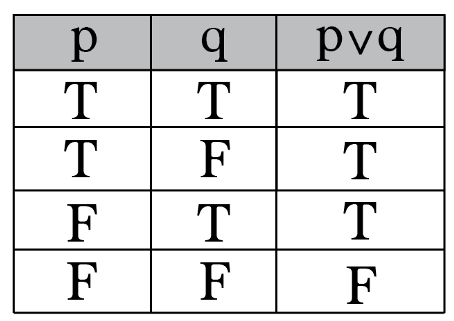 p q p∨q
T T T
T F T
F T T
F F F